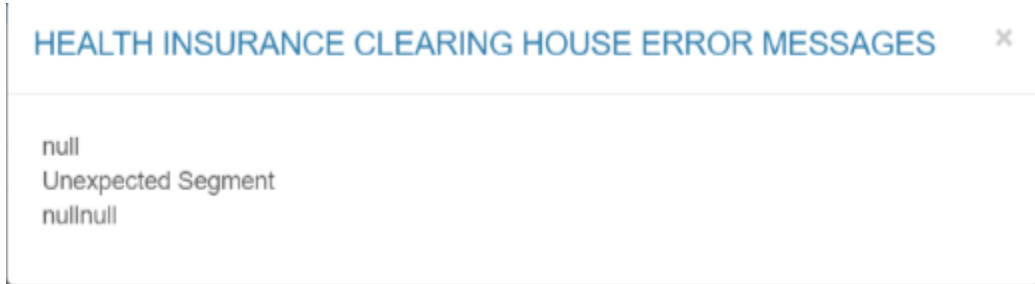 HEALTH INSURANCE CLEARING HOUSE ERROR MESSAGES ×
null
Unexpected Segment
nullnull